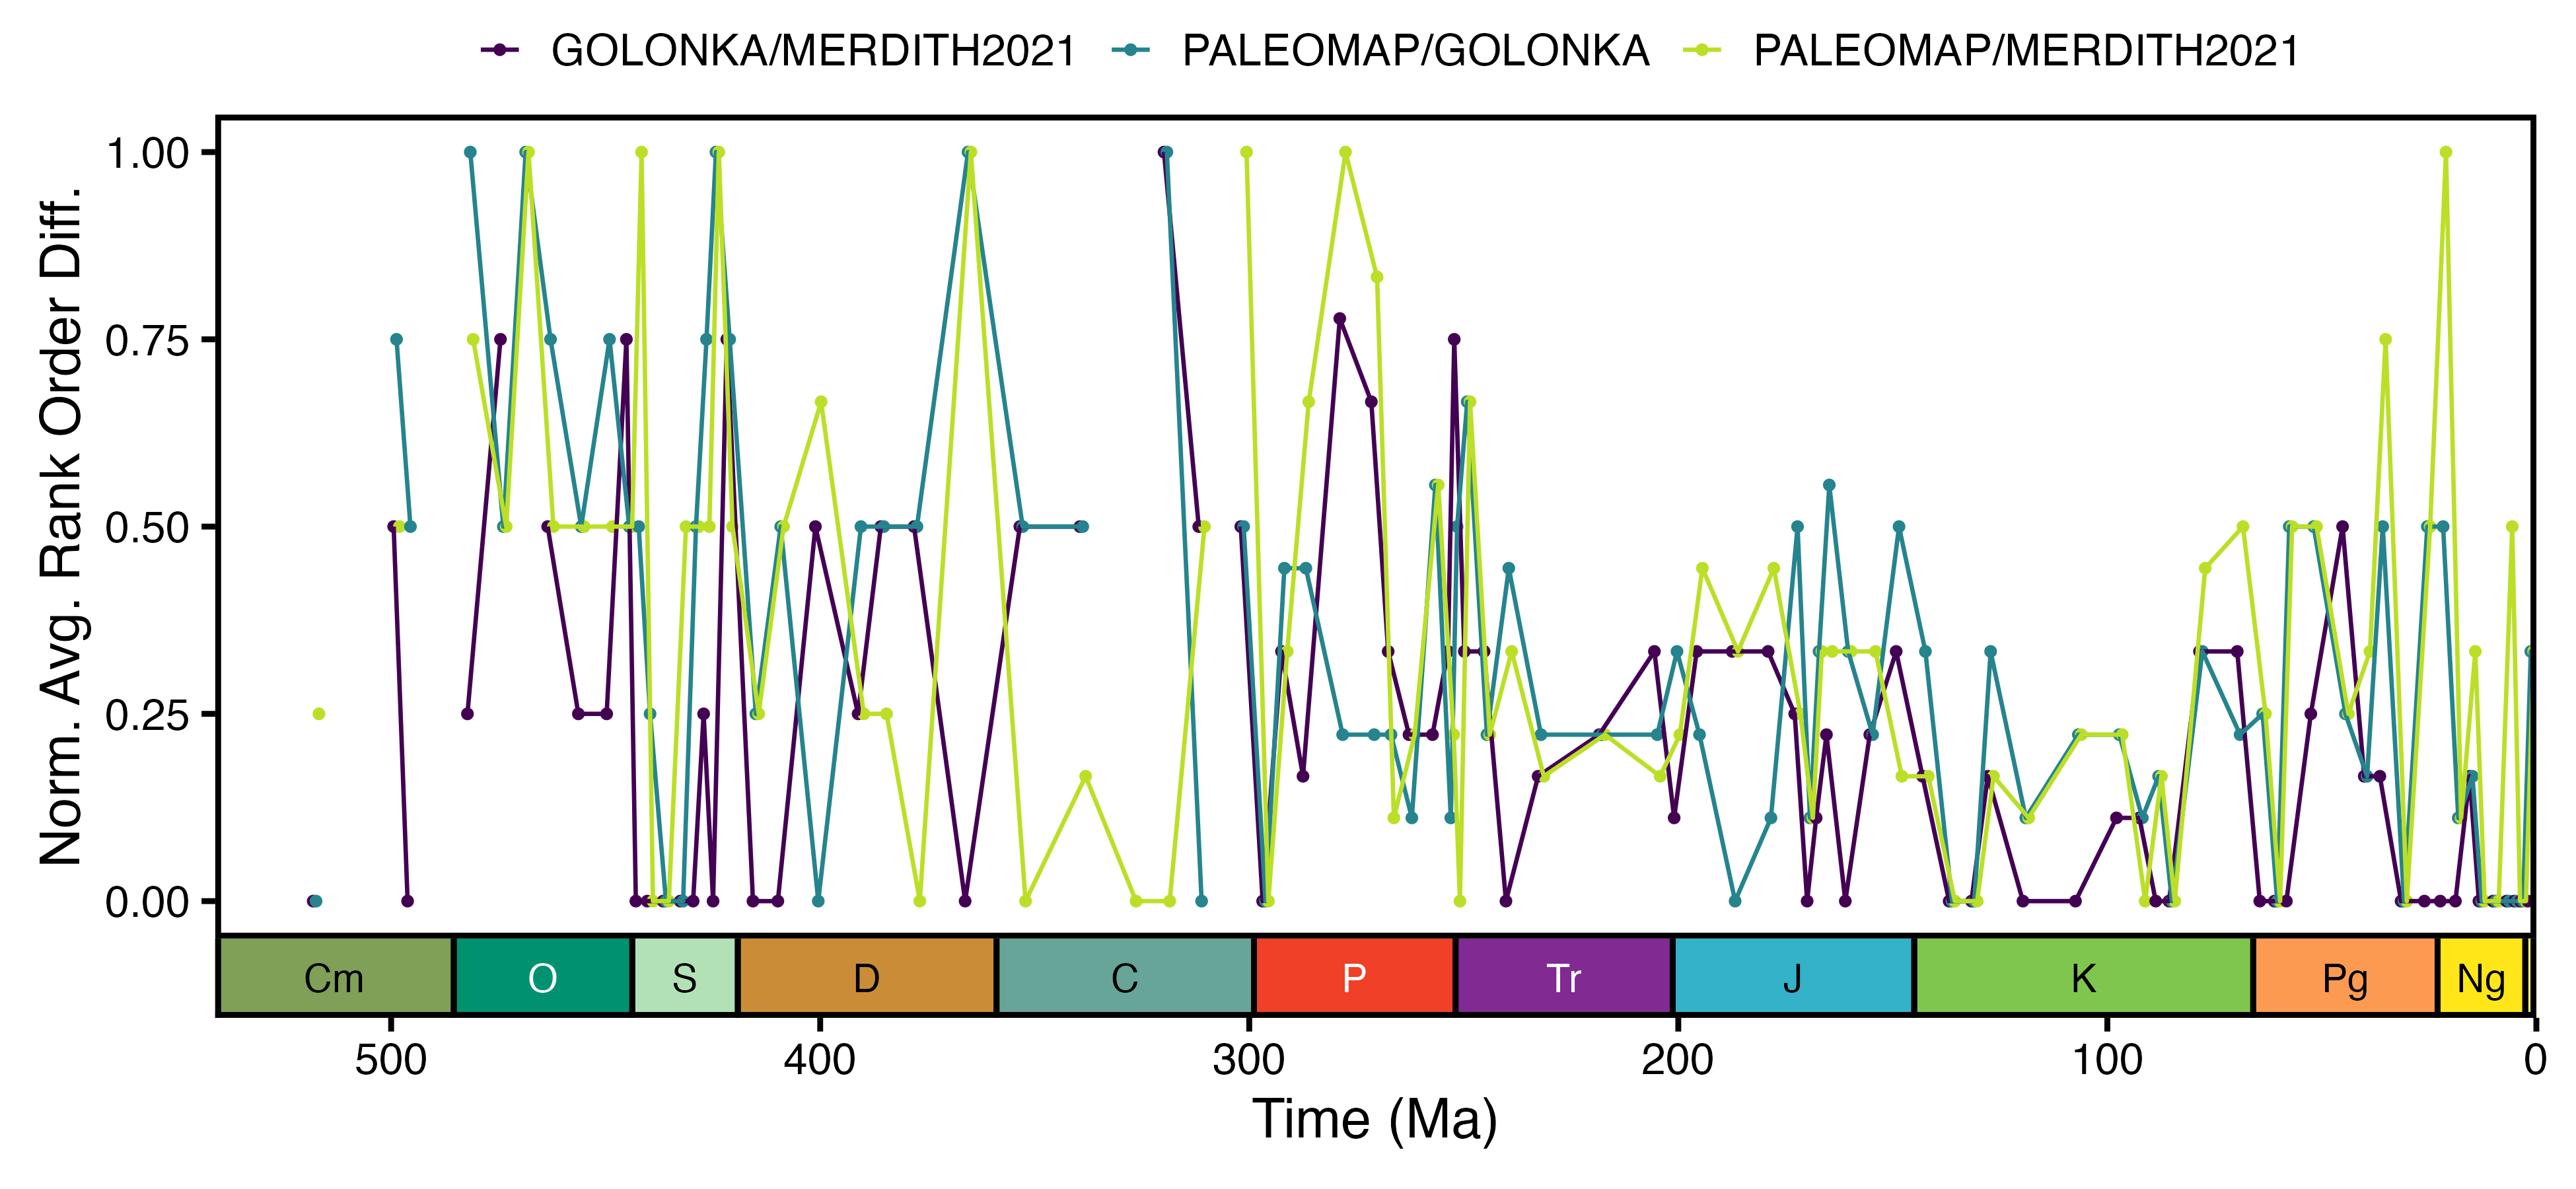 GOLONKA/MERDITH2021 PALEOMAP/GOLONKA PALEOMAP/MERDITH2021
Norm. Avg. Rank Order Diff.
1.00
0.75
0.50
0.25
0.00
Cm O S D C P Tr J K Pg Ng
500 400 300 200 100 0
Time (Ma)